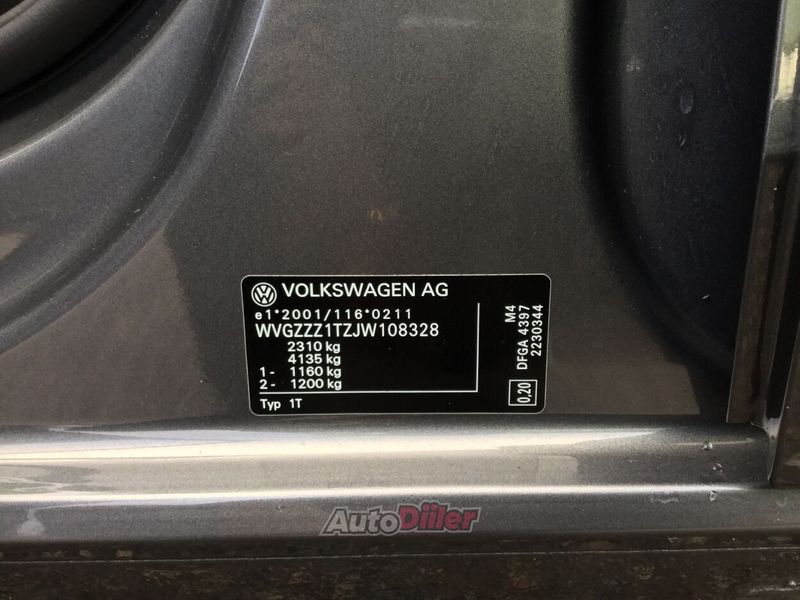 VOLKSWAGEN AG
e1*2001/116*0211
WVGZZZ1TZJW108328
2310 kg
4135 kg
1- 1160 kg
2- 1200 kg
Typ 1T
M4
DFGA 4397
2230344
0.20
AutoDiiler